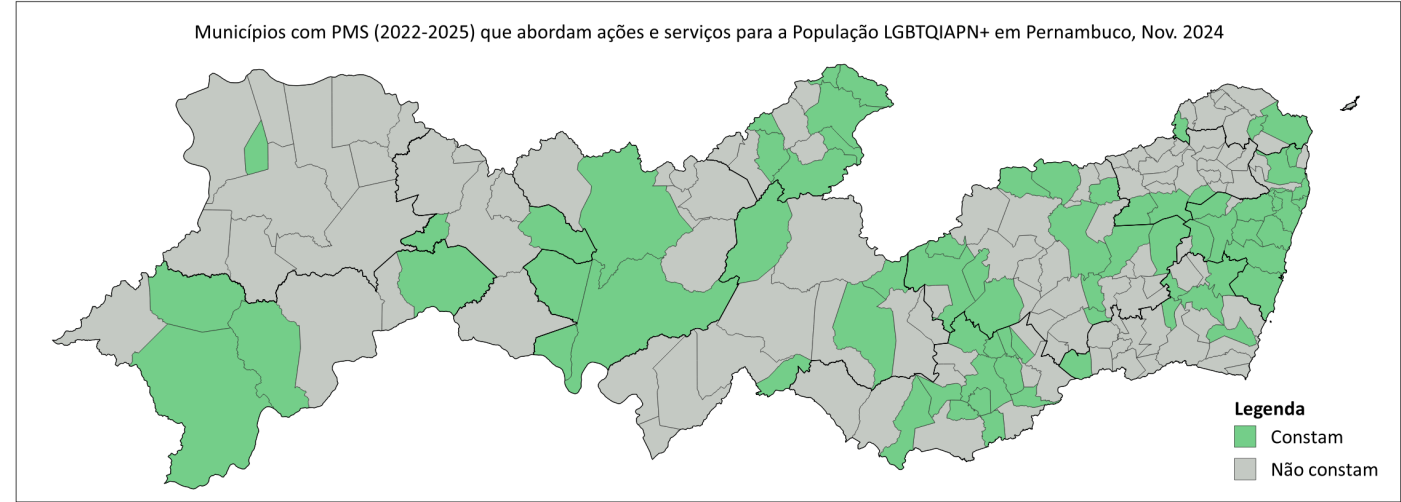 Municípios com PMS (2022-2025) que abordam ações e serviços para a População LGBTQIAPN+ em Pernambuco, Nov. 2024
Legenda
Constam
Não constam